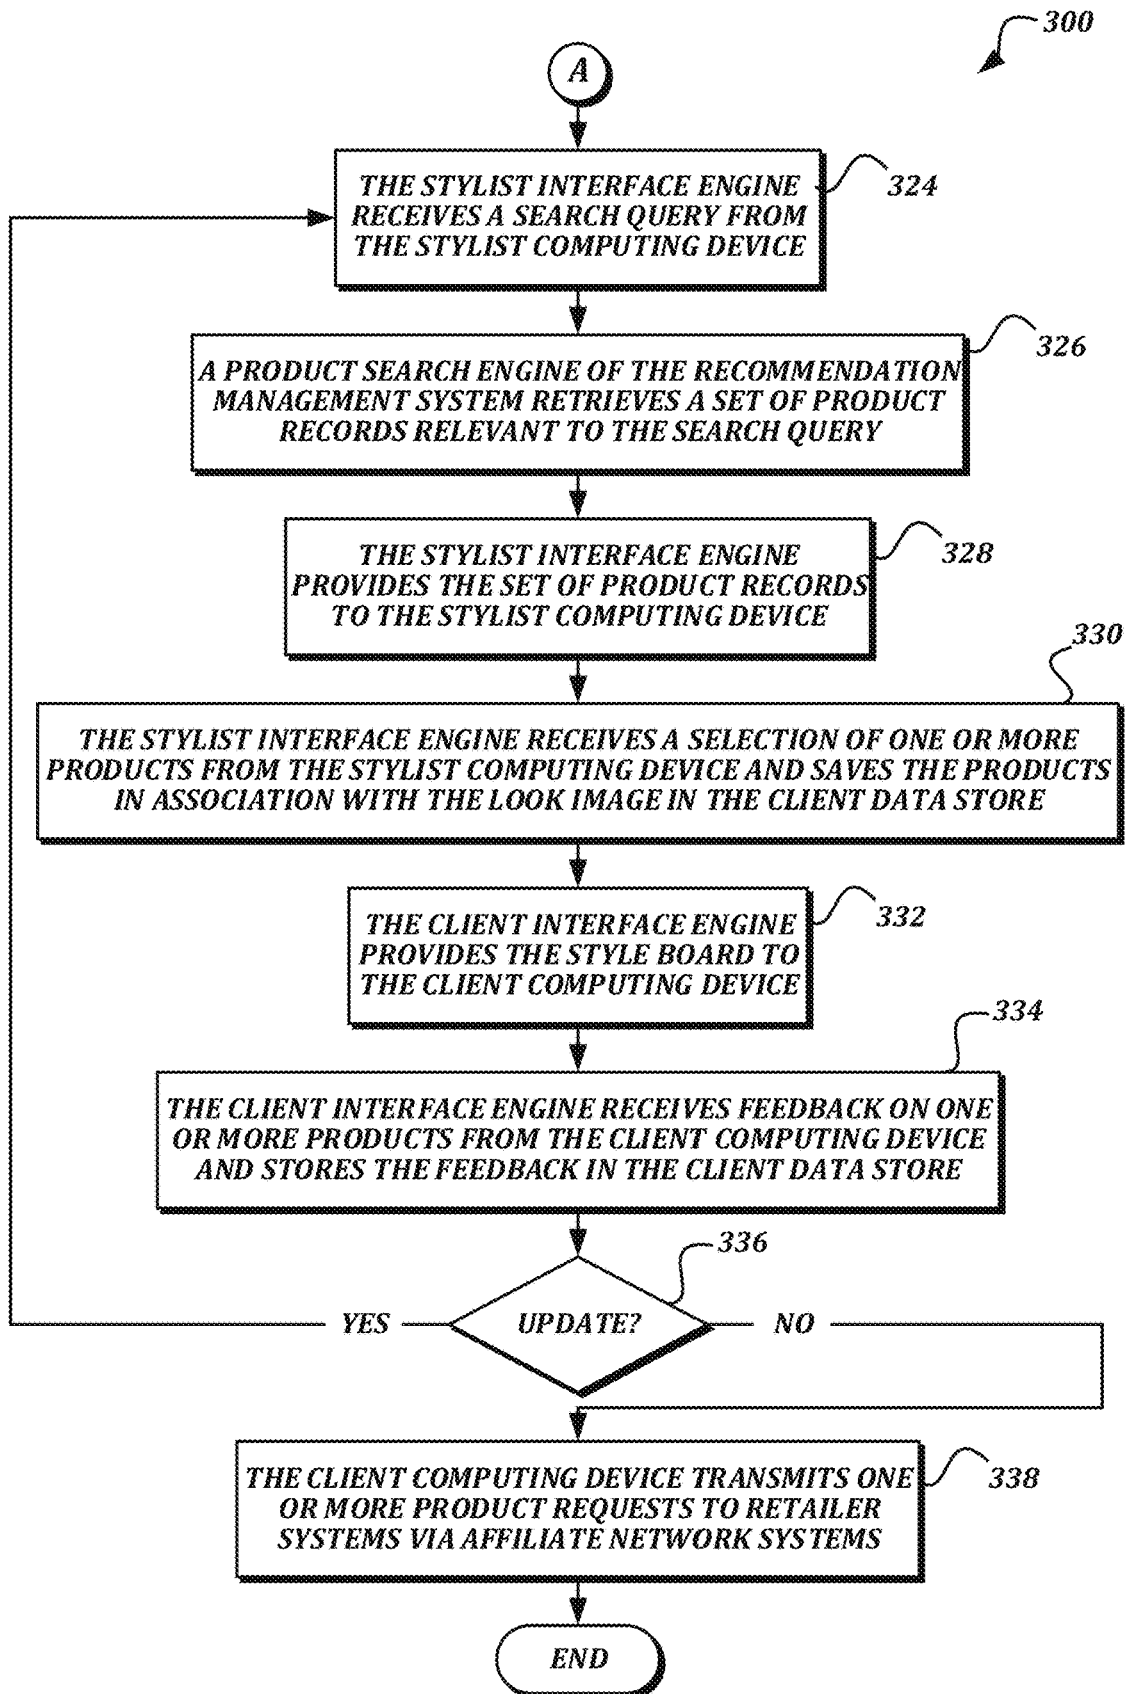 300
A
THE STYLIST INTERFACE ENGINE
RECEIVES A SEARCH QUERY FROM
THE STYLIST COMPUTING DEVICE
324
A PRODUCT SEARCH ENGINE OF THE RECOMMENDATION
MANAGEMENT SYSTEM RETRIEVES A SET OF PRODUCT
RECORDS RELEVANT TO THE SEARCH QUERY
326
THE STYLIST INTERFACE ENGINE
PROVIDES THE SET OF PRODUCT RECORDS
TO THE STYLIST COMPUTING DEVICE
328
330
THE STYLIST INTERFACE ENGINE RECEIVES A SELECTION OF ONE OR MORE
PRODUCTS FROM THE STYLIST COMPUTING DEVICE AND SAVES THE PRODUCTS
IN ASSOCIATION WITH THE LOOK IMAGE IN THE CLIENT DATA STORE
THE CLIENT INTERFACE ENGINE
PROVIDES THE STYLE BOARD TO
THE CLIENT COMPUTING DEVICE
332
334
THE CLIENT INTERFACE ENGINE RECEIVES FEEDBACK ON ONE
OR MORE PRODUCTS FROM THE CLIENT COMPUTING DEVICE
AND STORES THE FEEDBACK IN THE CLIENT DATA STORE
336
YES
UPDATE?
NO
THE CLIENT COMPUTING DEVICE TRANSMITS ONE
OR MORE PRODUCT REQUESTS TO RETAILER
SYSTEMS VIA AFFILIATE NETWORK SYSTEMS
338
END